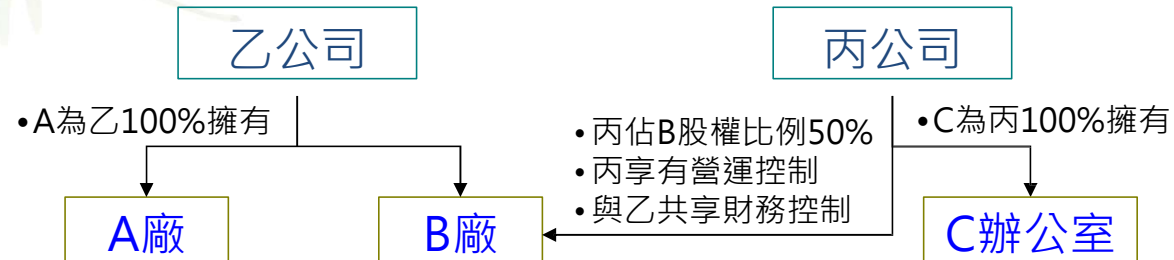 乙公司
丙公司
•A為乙100%擁有
•丙佔B股權比例50%
•丙享有營運控制
•與乙共享財務控制
•C為丙100%擁有
A廠
B廠
C辦公室